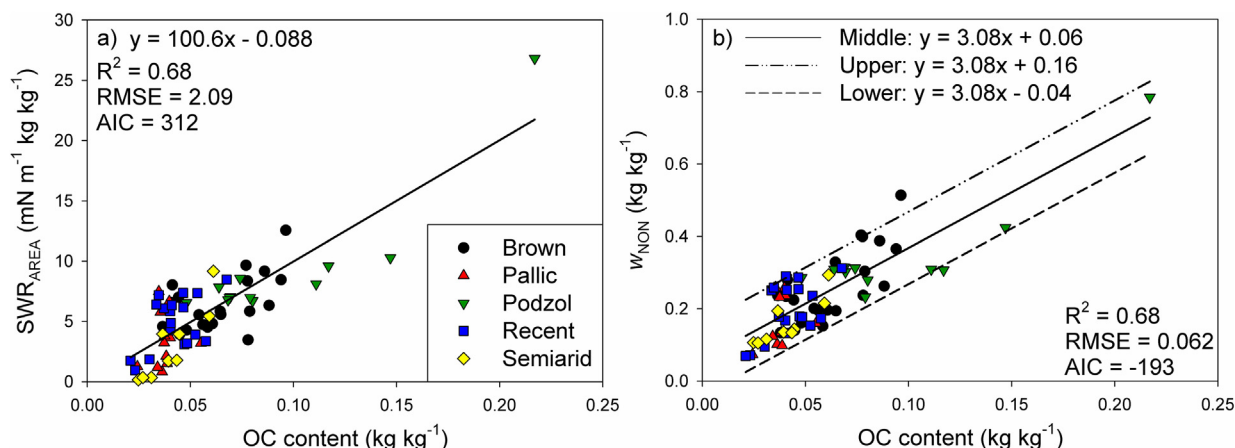 a) y = 100.6x - 0.088
R² = 0.68
RMSE = 2.09
AIC = 312
30
25
20
15
10
5
0
SWR_AREA (mN m⁻¹ kg kg⁻¹)
Brown
Pallic
Podzol
Recent
Semiarid
0.00 0.05 0.10 0.15 0.20 0.25
OC content (kg kg⁻¹)
b)
Middle: y = 3.08x + 0.06
Upper: y = 3.08x + 0.16
Lower: y = 3.08x - 0.04
1.0
0.8
0.6
0.4
0.2
0.0
w_NON (kg kg⁻¹)
R² = 0.68
RMSE = 0.062
AIC = -193
0.00 0.05 0.10 0.15 0.20 0.25
OC content (kg kg⁻¹)